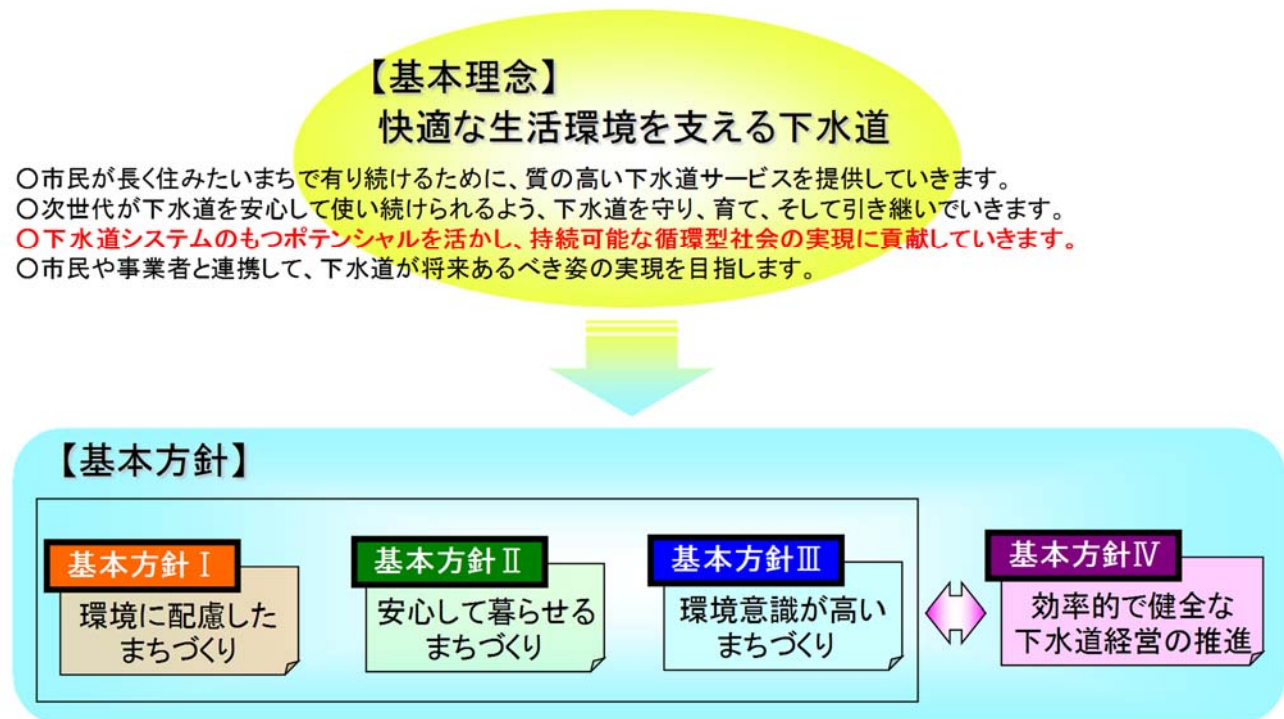 【基本理念】
快適な生活環境を支える下水道
○市民が長く住みたいまちで有り続けるために、質の高い下水道サービスを提供していきます。
○次世代が下水道を安心して使い続けられるよう、下水道を守り、育て、そして引き継いでいきます。
○下水道システムのもつポテンシャルを活かし、持続可能な循環型社会の実現に貢献していきます。
○市民や事業者と連携して、下水道が将来あるべき姿の実現を目指します。
【基本方針】
基本方針Ⅰ
環境に配慮した
まちづくり
基本方針Ⅱ
安心して暮らせる
まちづくり
基本方針Ⅲ
環境意識が高い
まちづくり
基本方針Ⅳ
効率的で健全な
下水道経営の推進